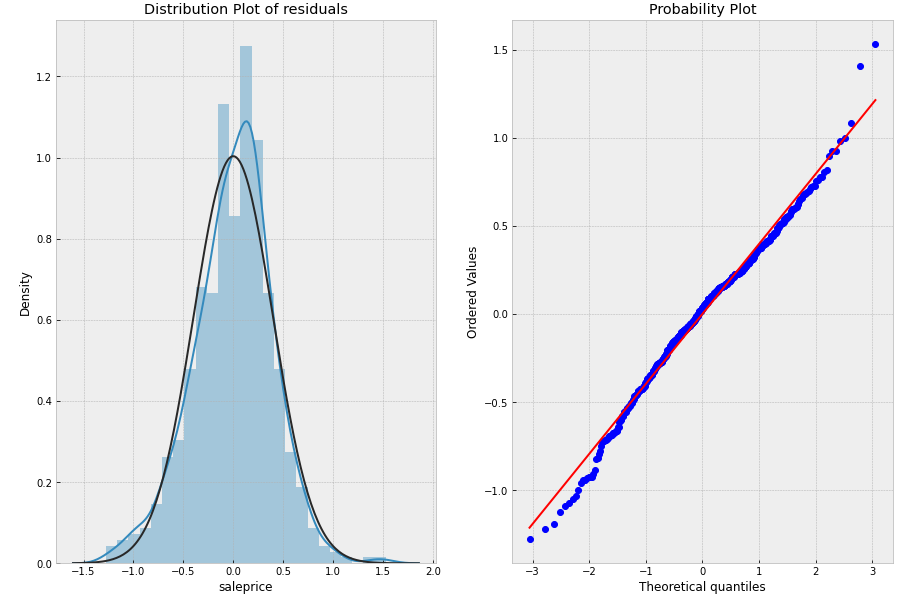 Distribution Plot of residuals
Density
1.2
1.0
0.8
0.6
0.4
0.2
0.0
−1.5 −1.0 −0.5 0.0 0.5 1.0 1.5 2.0
saleprice
Probability Plot
Ordered Values
1.5
1.0
0.5
0.0
−0.5
−1.0
−3 −2 −1 0 1 2 3
Theoretical quantiles